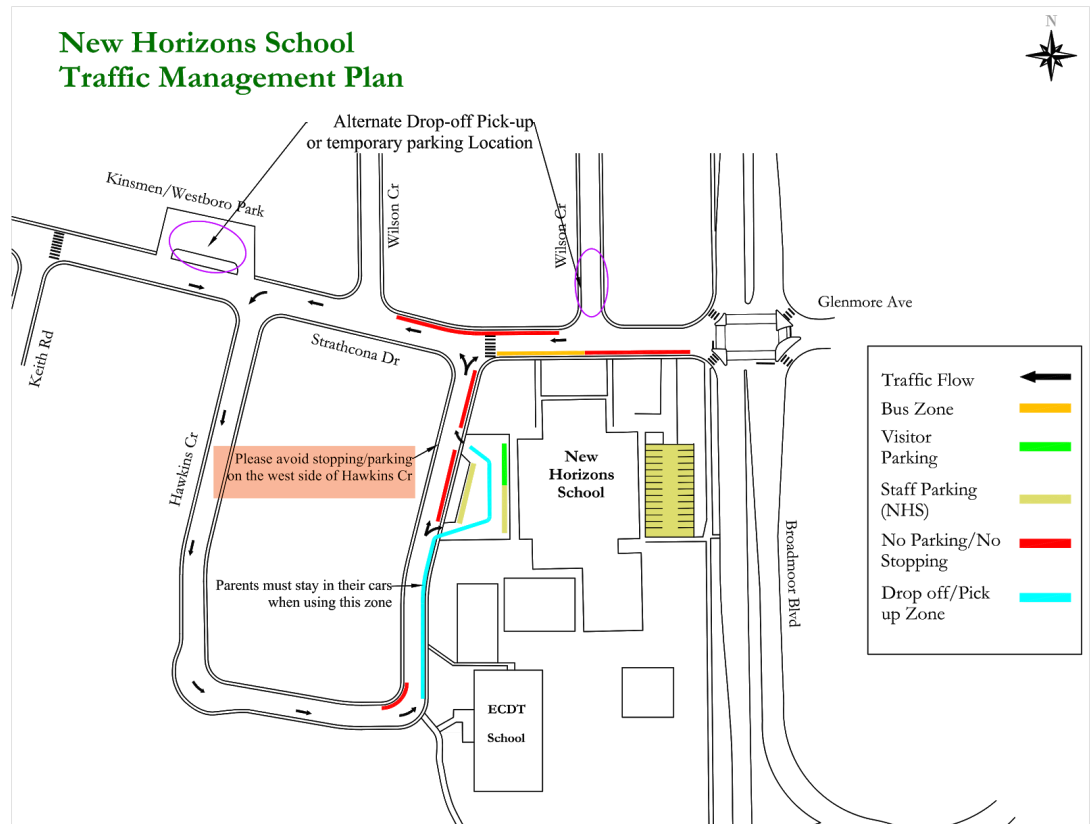 New Horizons School
Traffic Management Plan
N
Alternate Drop-off Pick-up
or temporary parking Location
Kinsmen/Westboro Park
Wilson Cr
Wilson Cr
Glenmore Ave
Keith Rd
Strathcona Dr
Hawkins Cr
Please avoid stopping/parking
on the west side of Hawkins Cr
New
Horizons
School
Parents must stay in their cars
when using this zone
Broadmoor Blvd
ECDT
School
Traffic Flow
Bus Zone
Visitor
Parking
Staff Parking
(NHS)
No Parking/No
Stopping
Drop off/Pick
up Zone